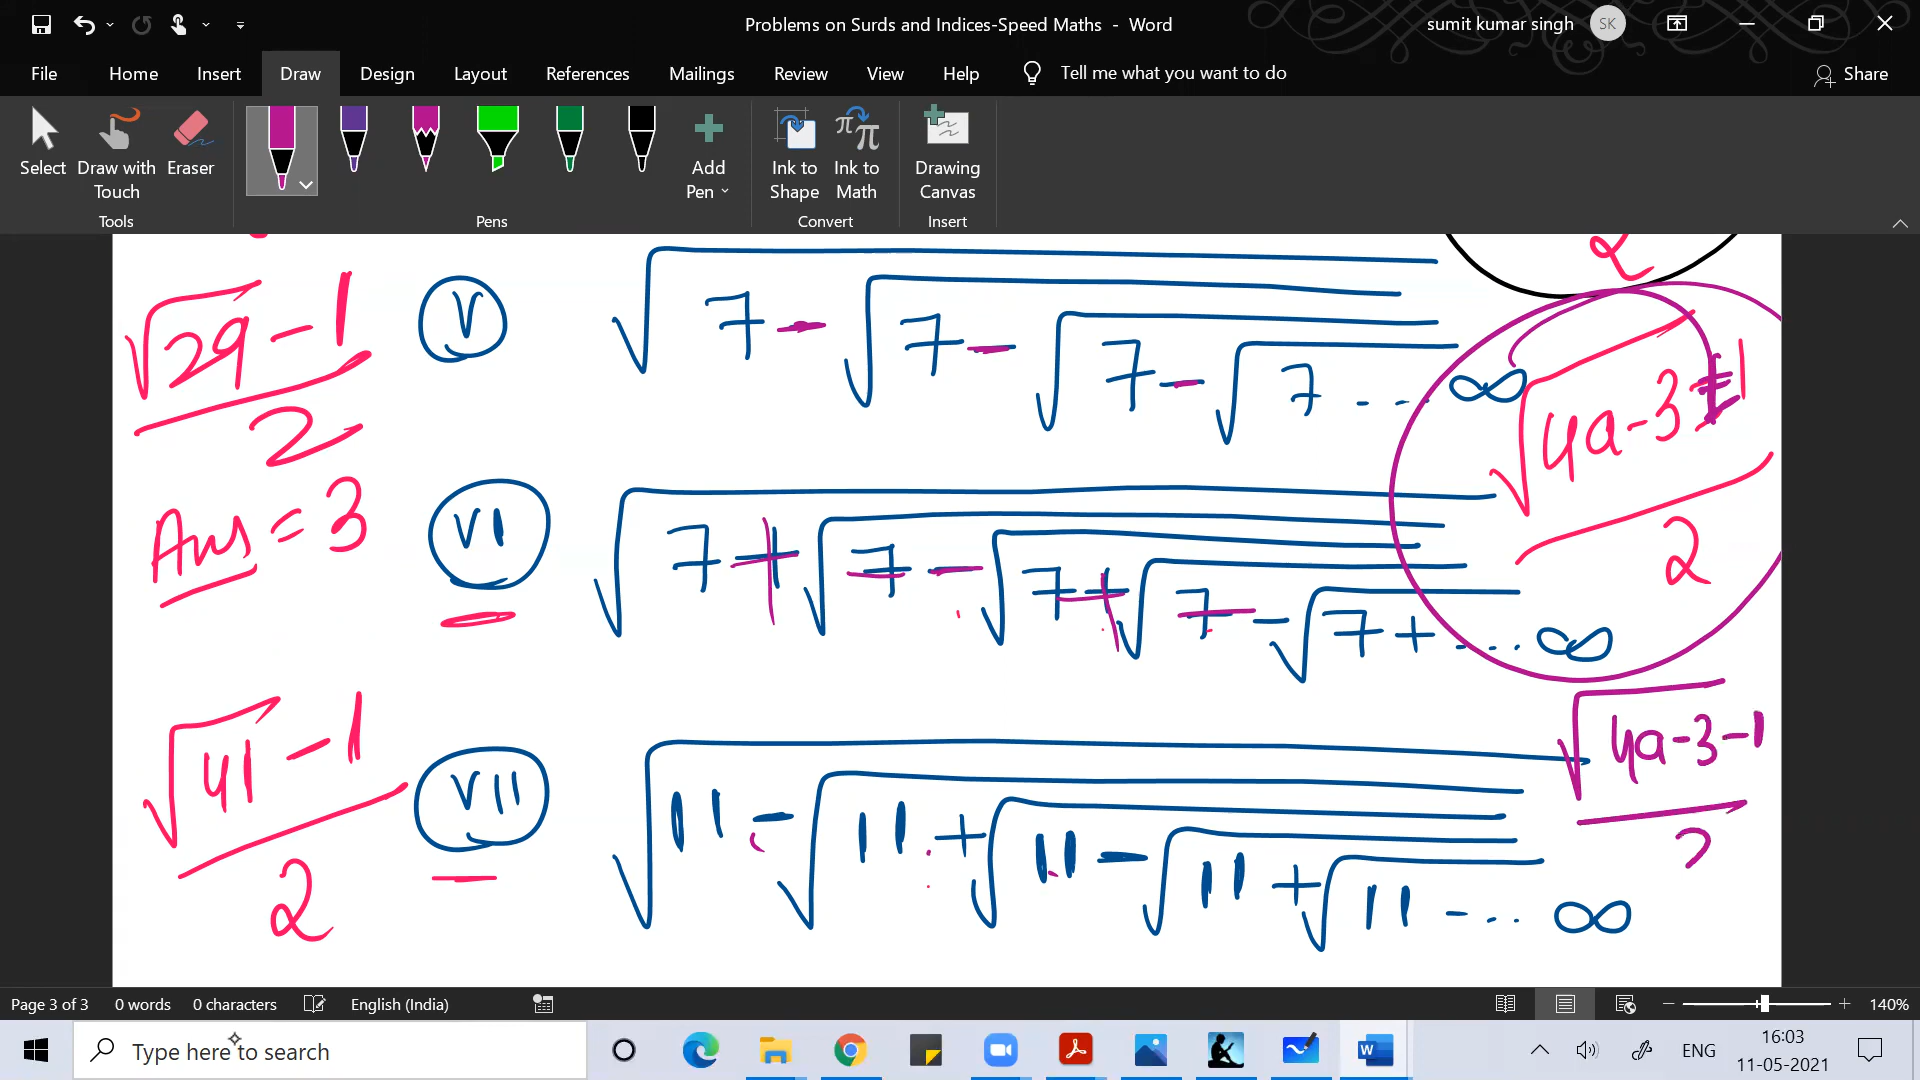 Problems on Surds and Indices-Speed Maths - Word
sumit kumar singh SK
File Home Insert Draw Design Layout References Mailings Review View Help Tell me what you want to do Share
Select Draw with Touch Eraser Add Pen Ink to Shape Ink to Math Drawing Canvas
Tools Pens Convert Insert
2
√29 - 1 / 2
V √7 - √7 - √7 - √7 ... ∞
√4a-3 ± 1 / 2
Ans = 3
VI √7 + √7 - √7 + √7 - √7 + .... ∞
√4a-3 - 1 / 2
√41 - 1 / 2
VII √11 - √11 + √11 - √11 + √11 - ... ∞
Page 3 of 3 0 words 0 characters English (India) 140%
Type here to search
ENG
16:03
11-05-2021